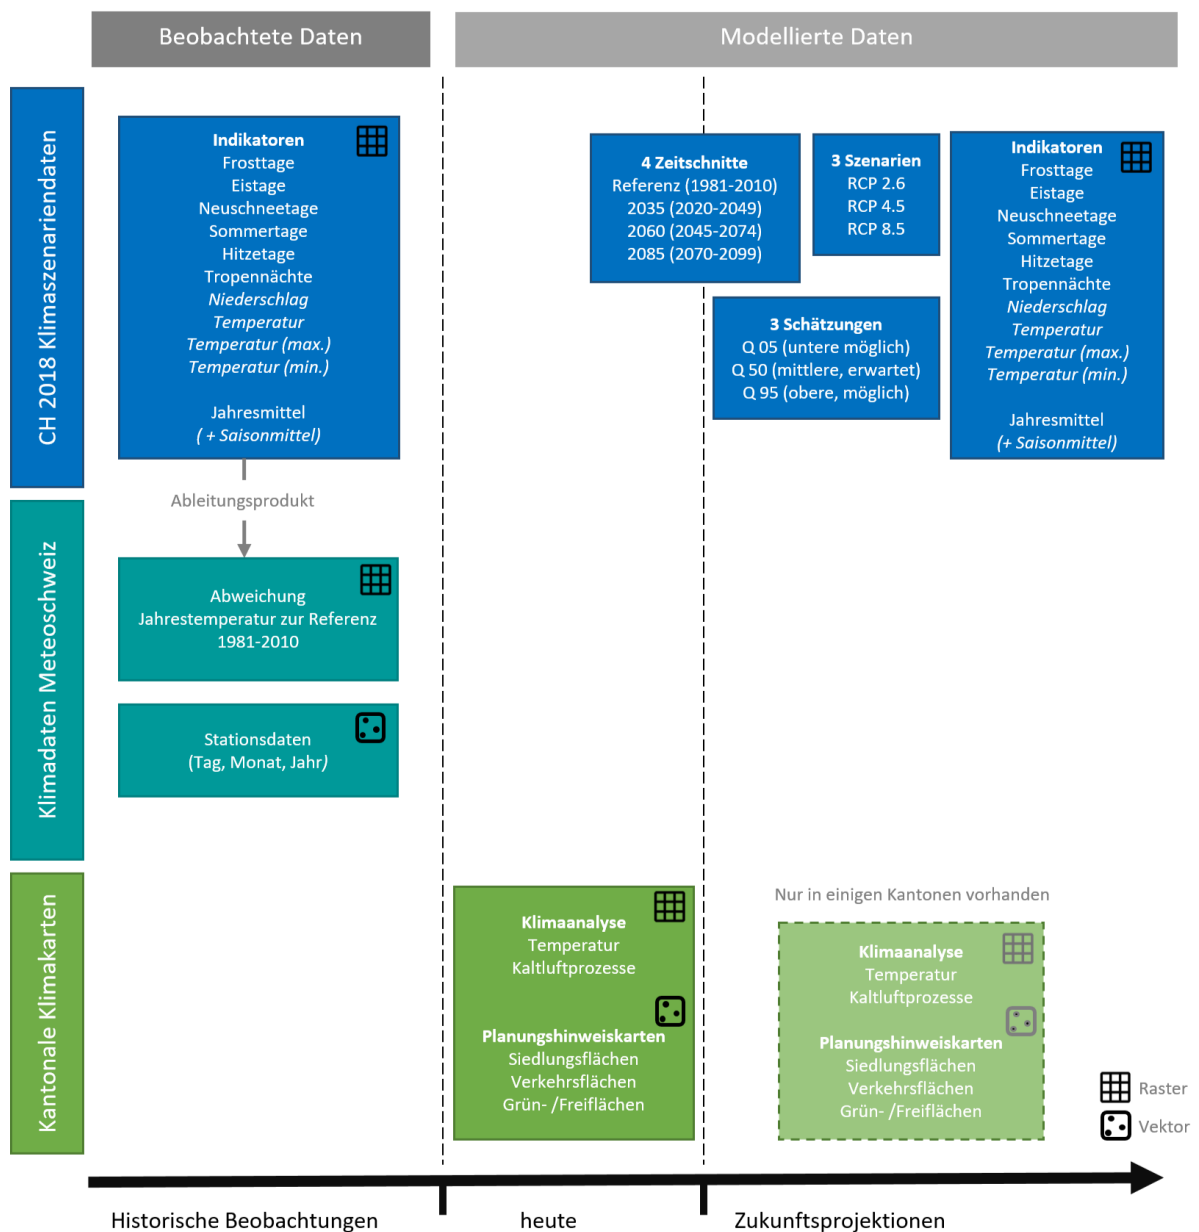 Beobachtete Daten
Modellierte Daten
CH 2018 Klimaszenariendaten
Indikatoren
Frosttage
Eistage
Neuschneetage
Sommertage
Hitzetage
Tropennächte
Niederschlag
Temperatur
Temperatur (max.)
Temperatur (min.)
Jahresmittel
( + Saisonmittel)
4 Zeitschnitte
Referenz (1981-2010)
2035 (2020-2049)
2060 (2045-2074)
2085 (2070-2099)
3 Szenarien
RCP 2.6
RCP 4.5
RCP 8.5
3 Schätzungen
Q 05 (untere möglich)
Q 50 (mittlere, erwartet)
Q 95 (obere, möglich)
Indikatoren
Frosttage
Eistage
Neuschneetage
Sommertage
Hitzetage
Tropennächte
Niederschlag
Temperatur
Temperatur (max.)
Temperatur (min.)
Jahresmittel
(+ Saisonmittel)
Ableitungsprodukt
Klimadaten Meteoschweiz
Abweichung
Jahrestemperatur zur Referenz
1981-2010
Stationsdaten
(Tag, Monat, Jahr)
Kantonale Klimakarten
Klimaanalyse
Temperatur
Kaltluftprozesse
Planungshinweiskarten
Siedlungsflächen
Verkehrsflächen
Grün- /Freiflächen
Nur in einigen Kantonen vorhanden
Klimaanalyse
Temperatur
Kaltluftprozesse
Planungshinweiskarten
Siedlungsflächen
Verkehrsflächen
Grün- /Freiflächen
Raster
Vektor
Historische Beobachtungen
heute
Zukunftsprojektionen